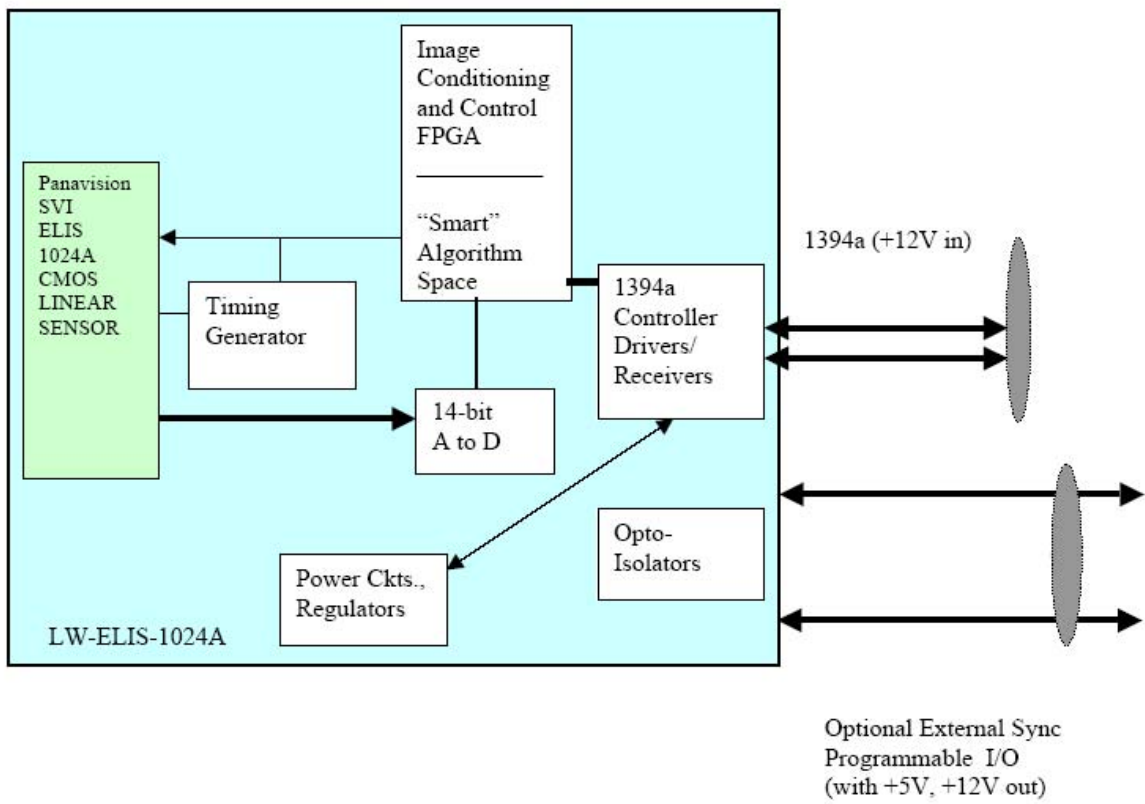 Image
Conditioning
and Control
FPGA
“Smart”
Algorithm
Space
Panavision
SVI
ELIS
1024A
CMOS
LINEAR
SENSOR
Timing
Generator
1394a
Controller
Drivers/
Receivers
1394a (+12V in)
14-bit
A to D
Opto-
Isolators
Power Ckts.,
Regulators
LW-ELIS-1024A
Optional External Sync
Programmable I/O
(with +5V, +12V out)